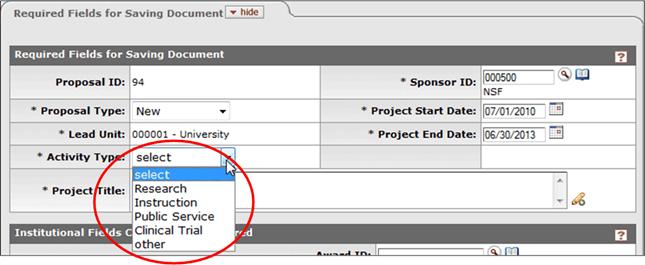 Required Fields for Saving Document ▼ hide
Required Fields for Saving Document ?
Proposal ID: 94 * Sponsor ID: 000500
NSF
* Proposal Type: New * Project Start Date: 07/01/2010
* Lead Unit: 000001 - University * Project End Date: 06/30/2013
* Activity Type: select
select
Research
* Project Title: Instruction
Public Service
Clinical Trial
other
Institutional Fields C red ?
Award ID: